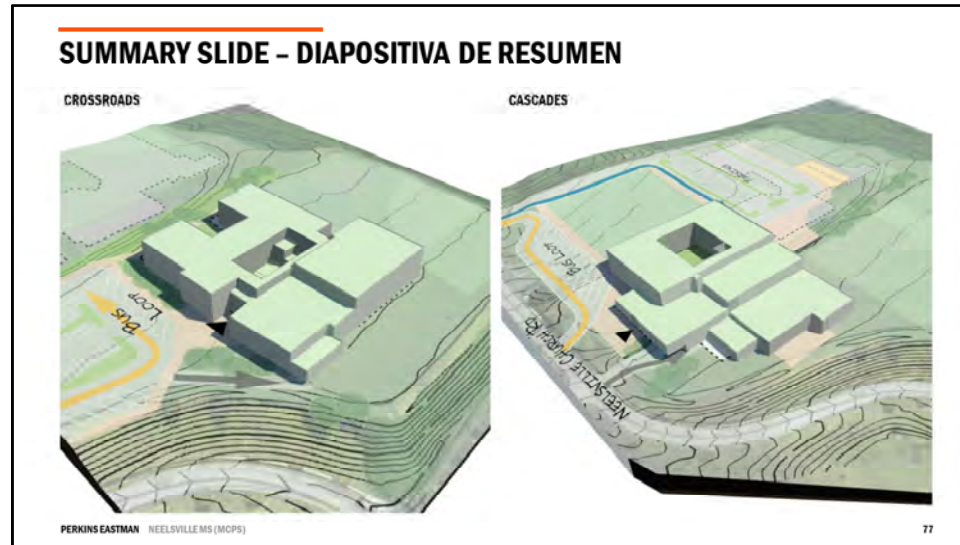 SUMMARY SLIDE – DIAPOSITIVA DE RESUMEN
CROSSROADS
CASCADES
BUS
LOOP
PARKING
BUS LOOP
NEELSVILLE CHURCH RD
PERKINS EASTMAN NEELSVILLE MS (MCPS)
77